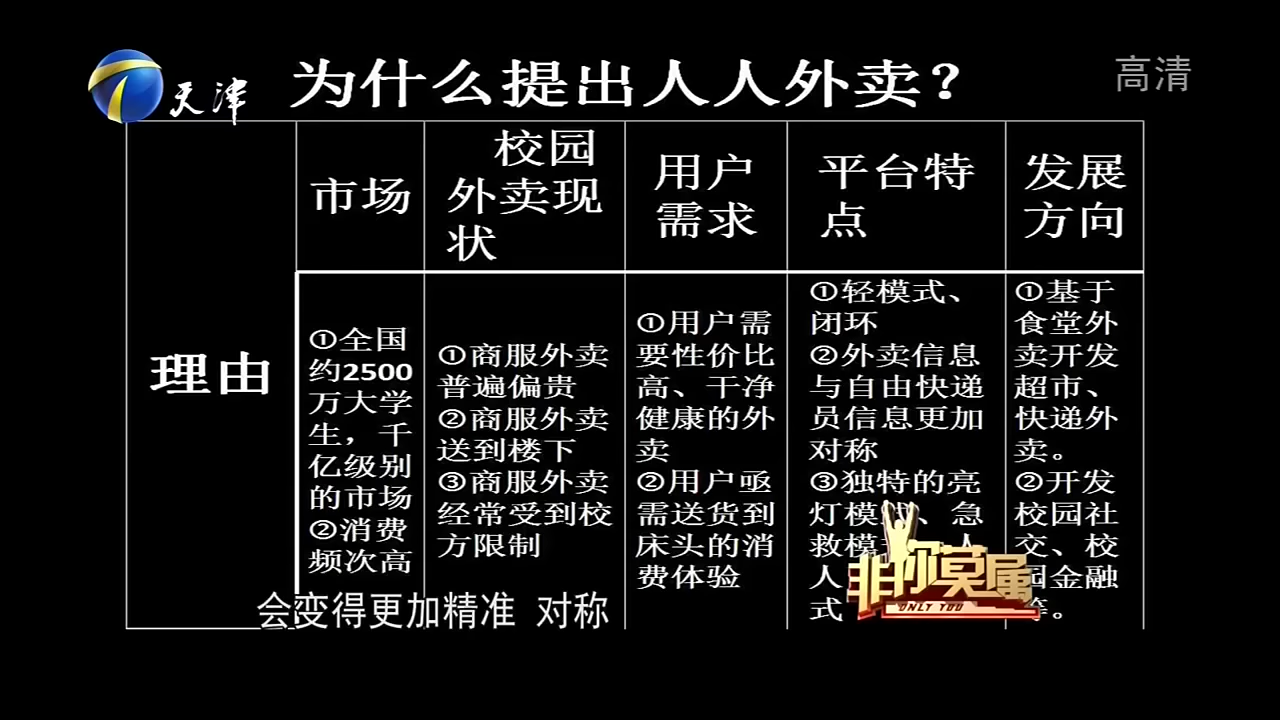 天津
为什么提出人人外卖？
高清
市场
校园
外卖现
状
用户
需求
平台特
点
发展
方向
理由
①全国
约2500
万大学
生，千
亿级别
的市场
②消费
频次高
①商服外卖
普遍偏贵
②商服外卖
送到楼下
③商服外卖
经常受到校
方限制
①用户需
要性价比
高、干净
健康的外
卖
②用户亟
需送货到
床头的消
费体验
①轻模式、
闭环
②外卖信息
与自由快递
员信息更加
对称
③独特的亮
灯模、急
救模人
人
式
①基于
食堂外
卖开发
超市、
快递外
卖。
②开发
校园社
交、校
园金融
等。
非你莫属
ONLY YOU
会变得更加精准 对称